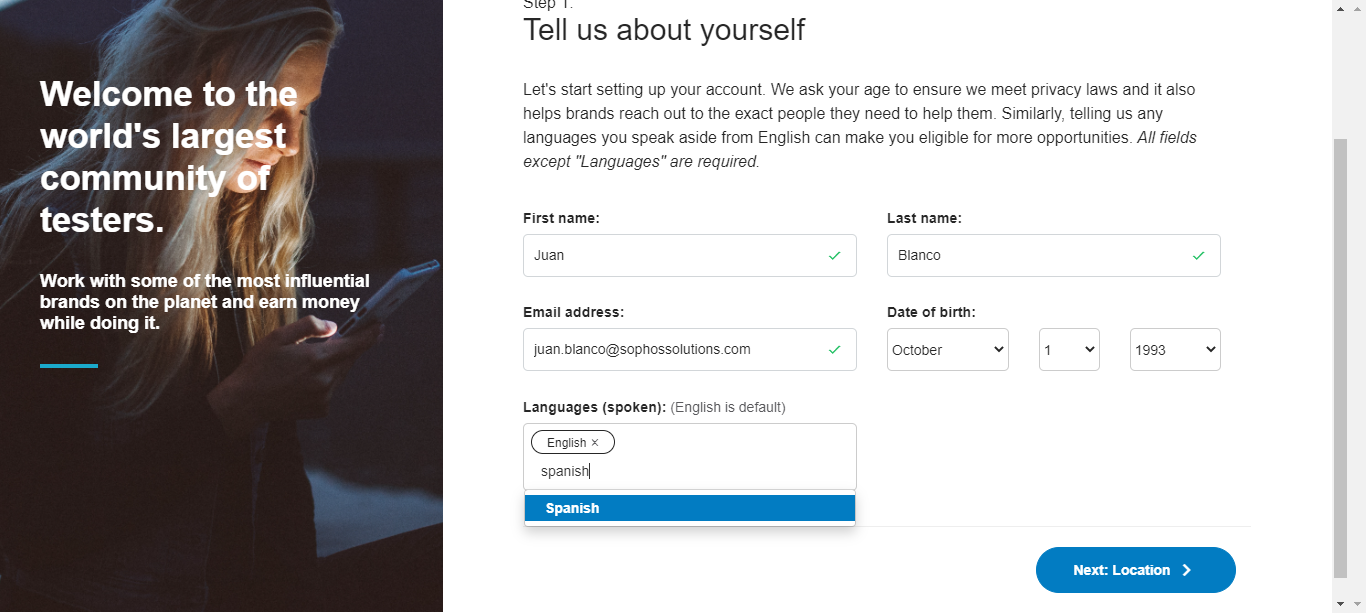 Welcome to the
world's largest
community of
testers.
Work with some of the most influential
brands on the planet and earn money
while doing it.
Step 1:
Tell us about yourself
Let's start setting up your account. We ask your age to ensure we meet privacy laws and it also
helps brands reach out to the exact people they need to help them. Similarly, telling us any
languages you speak aside from English can make you eligible for more opportunities. All fields
except "Languages" are required.
First name:
Last name:
Juan
Blanco
Email address:
Date of birth:
juan.blanco@sophossolutions.com
October
1
1993
Languages (spoken): (English is default)
English ×
spanish
Spanish
Next: Location